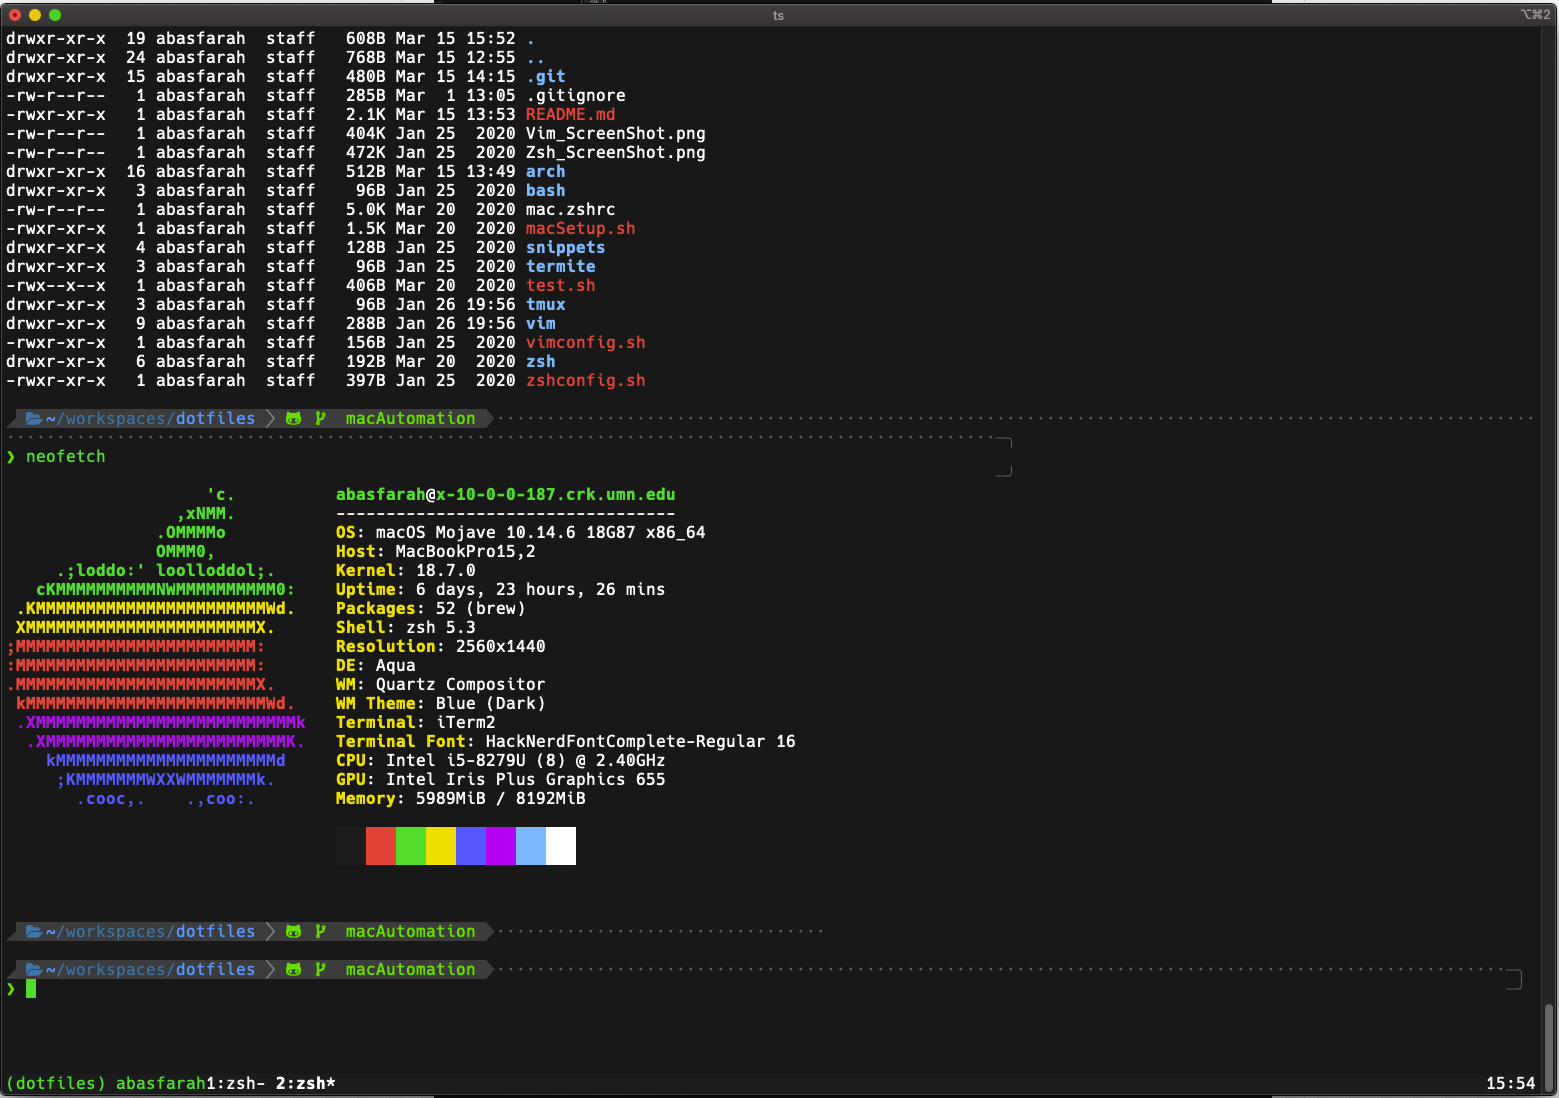 ts
⌥⌘2
drwxr-xr-x  19 abasfarah  staff   608B Mar 15 15:52 .
drwxr-xr-x  24 abasfarah  staff   768B Mar 15 12:55 ..
drwxr-xr-x  15 abasfarah  staff   480B Mar 15 14:15 .git
-rw-r--r--   1 abasfarah  staff   285B Mar  1 13:05 .gitignore
-rwxr-xr-x   1 abasfarah  staff   2.1K Mar 15 13:53 README.md
-rw-r--r--   1 abasfarah  staff   404K Jan 25  2020 Vim_ScreenShot.png
-rw-r--r--   1 abasfarah  staff   472K Jan 25  2020 Zsh_ScreenShot.png
drwxr-xr-x  16 abasfarah  staff   512B Mar 15 13:49 arch
drwxr-xr-x   3 abasfarah  staff    96B Jan 25  2020 bash
-rw-r--r--   1 abasfarah  staff   5.0K Mar 20  2020 mac.zshrc
-rwxr-xr-x   1 abasfarah  staff   1.5K Mar 20  2020 macSetup.sh
drwxr-xr-x   4 abasfarah  staff   128B Jan 25  2020 snippets
drwxr-xr-x   3 abasfarah  staff    96B Jan 25  2020 termite
-rwx--x--x   1 abasfarah  staff   406B Mar 20  2020 test.sh
drwxr-xr-x   3 abasfarah  staff    96B Jan 26 19:56 tmux
drwxr-xr-x   9 abasfarah  staff   288B Jan 26 19:56 vim
-rwxr-xr-x   1 abasfarah  staff   156B Jan 25  2020 vimconfig.sh
drwxr-xr-x   6 abasfarah  staff   192B Mar 20  2020 zsh
-rwxr-xr-x   1 abasfarah  staff   397B Jan 25  2020 zshconfig.sh
~/workspaces/dotfiles macAutomation
❯ neofetch
'c.          abasfarah@x-10-0-0-187.crk.umn.edu
,xNMM.          ----------------------------------
.OMMMMo           OS: macOS Mojave 10.14.6 18G87 x86_64
OMMM0,            Host: MacBookPro15,2
.;loddo:' loolloddol;.      Kernel: 18.7.0
cKMMMMMMMMMMNWMMMMMMMMMM0:    Uptime: 6 days, 23 hours, 26 mins
.KMMMMMMMMMMMMMMMMMMMMMMMWd.    Packages: 52 (brew)
XMMMMMMMMMMMMMMMMMMMMMMMX.      Shell: zsh 5.3
;MMMMMMMMMMMMMMMMMMMMMMMM:       Resolution: 2560x1440
:MMMMMMMMMMMMMMMMMMMMMMMM:       DE: Aqua
.MMMMMMMMMMMMMMMMMMMMMMMMX.      WM: Quartz Compositor
kMMMMMMMMMMMMMMMMMMMMMMMMWd.    WM Theme: Blue (Dark)
.XMMMMMMMMMMMMMMMMMMMMMMMMMMk   Terminal: iTerm2
.XMMMMMMMMMMMMMMMMMMMMMMMMK.   Terminal Font: HackNerdFontComplete-Regular 16
kMMMMMMMMMMMMMMMMMMMMMMd     CPU: Intel i5-8279U (8) @ 2.40GHz
;KMMMMMMMWXXWMMMMMMMk.      GPU: Intel Iris Plus Graphics 655
.cooc,.    .,coo:.        Memory: 5989MiB / 8192MiB
~/workspaces/dotfiles macAutomation
~/workspaces/dotfiles macAutomation
❯
(dotfiles) abasfarah1:zsh- 2:zsh*
15:54